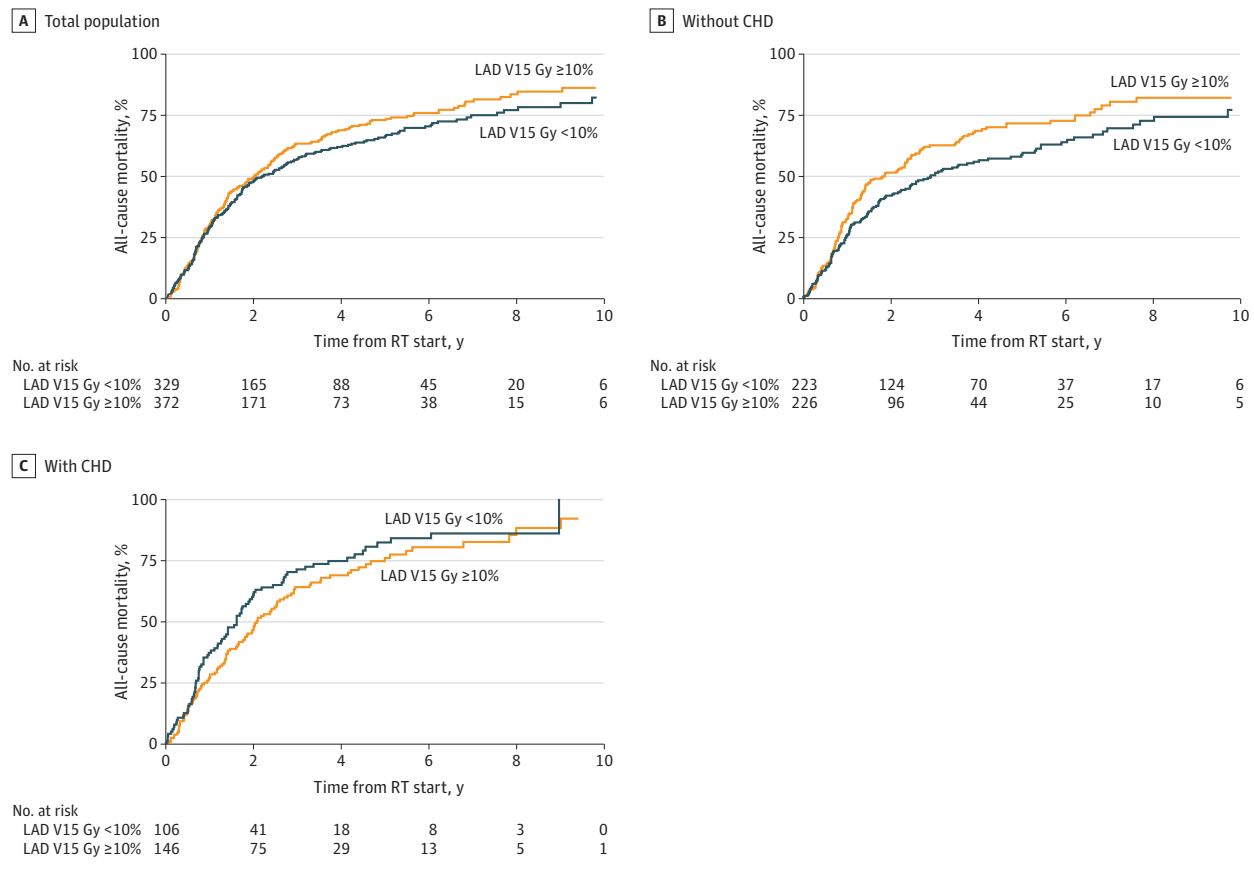 A Total population
100
75
50
25
0
All-cause mortality, %
LAD V15 Gy ≥10%
LAD V15 Gy <10%
0 2 4 6 8 10
Time from RT start, y
No. at risk
LAD V15 Gy <10% 329 165 88 45 20 6
LAD V15 Gy ≥10% 372 171 73 38 15 6
B Without CHD
100
75
50
25
0
All-cause mortality, %
LAD V15 Gy ≥10%
LAD V15 Gy <10%
0 2 4 6 8 10
Time from RT start, y
No. at risk
LAD V15 Gy <10% 223 124 70 37 17 6
LAD V15 Gy ≥10% 226 96 44 25 10 5
C With CHD
100
75
50
25
0
All-cause mortality, %
LAD V15 Gy <10%
LAD V15 Gy ≥10%
0 2 4 6 8 10
Time from RT start, y
No. at risk
LAD V15 Gy <10% 106 41 18 8 3 0
LAD V15 Gy ≥10% 146 75 29 13 5 1